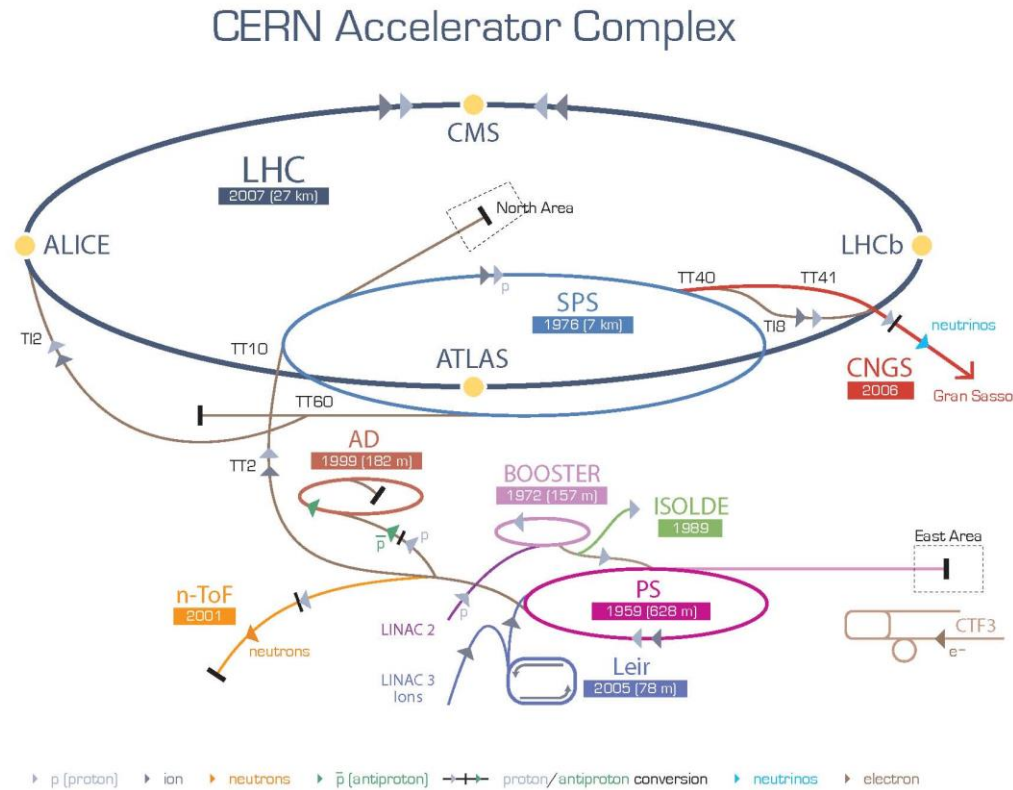 CERN Accelerator Complex
CMS
LHC
2007 (27 km)
North Area
ALICE
LHCb
TT40
TT41
p
SPS
1976 (7 km)
TI2
TI8
neutrinos
TT10
ATLAS
CNGS
2006
Gran Sasso
TT60
AD
1999 (182 m)
TT2
BOOSTER
1972 (157 m)
ISOLDE
1989
p̅
p
East Area
n-ToF
2001
PS
1959 (628 m)
p
LINAC 2
neutrons
CTF3
e-
Leir
2005 (78 m)
LINAC 3
Ions
p (proton) ion neutrons p̅ (antiproton) proton/antiproton conversion neutrinos electron